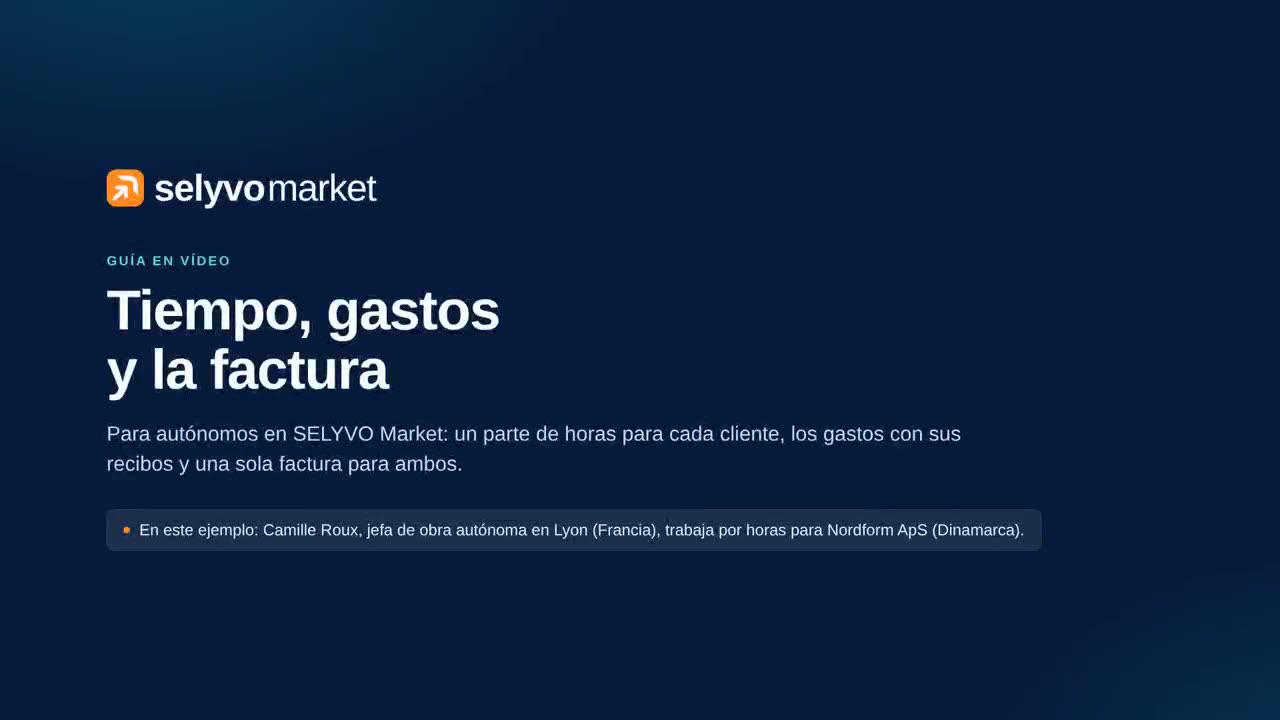 selyvomarket
GUÍA EN VÍDEO
Tiempo, gastos
y la factura
Para autónomos en SELYVO Market: un parte de horas para cada cliente, los gastos con sus
recibos y una sola factura para ambos.
En este ejemplo: Camille Roux, jefa de obra autónoma en Lyon (Francia), trabaja por horas para Nordform ApS (Dinamarca).